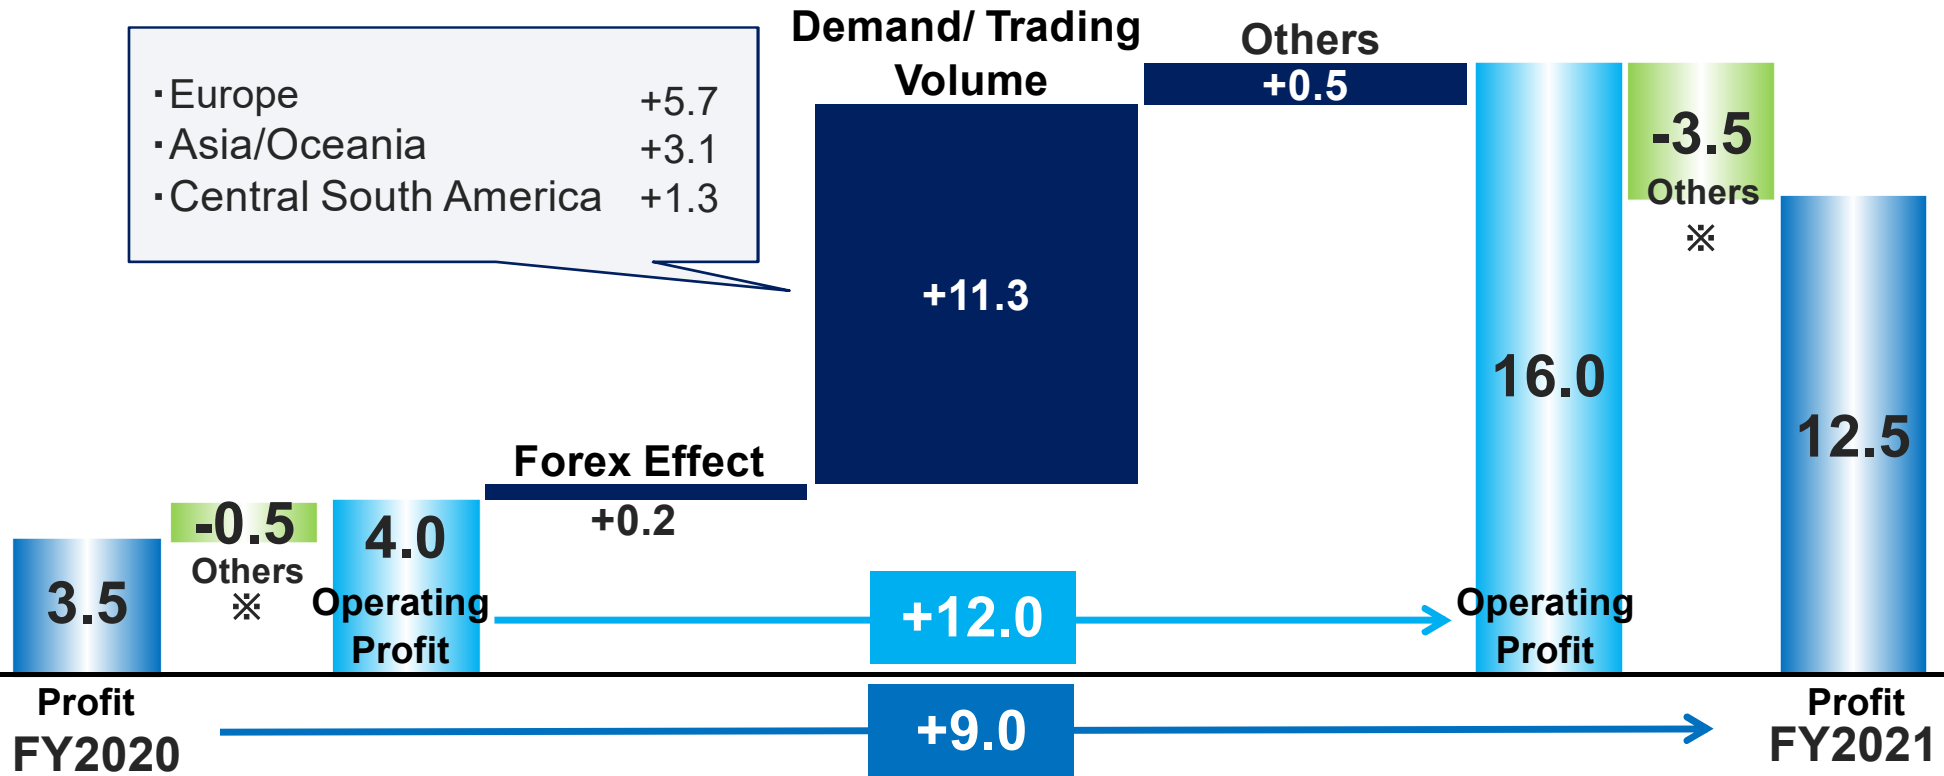 ・Europe +5.7
・Asia/Oceania +3.1
・Central South America +1.3
Demand/ Trading
Volume
+11.3
Others
+0.5
Forex Effect
+0.2
3.5
-0.5
Others
※
4.0
Operating
Profit
+12.0
16.0
Operating
Profit
-3.5
Others
※
12.5
Profit
FY2020
+9.0
Profit
FY2021